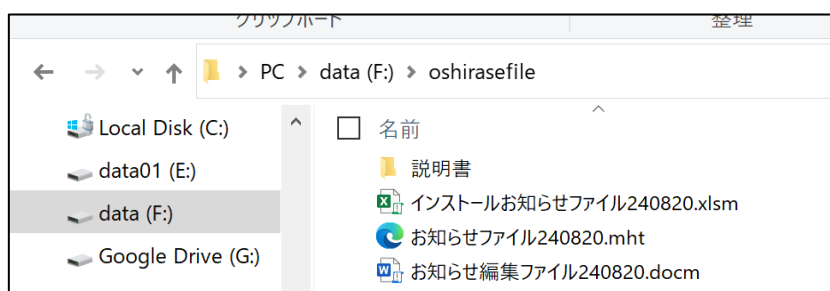 クリップボード 整理
PC > data (F:) > oshirasefile
Local Disk (C:)
data01 (E:)
data (F:)
Google Drive (G:)
名前
説明書
インストールお知らせファイル240820.xlsm
お知らせファイル240820.mht
お知らせ編集ファイル240820.docm